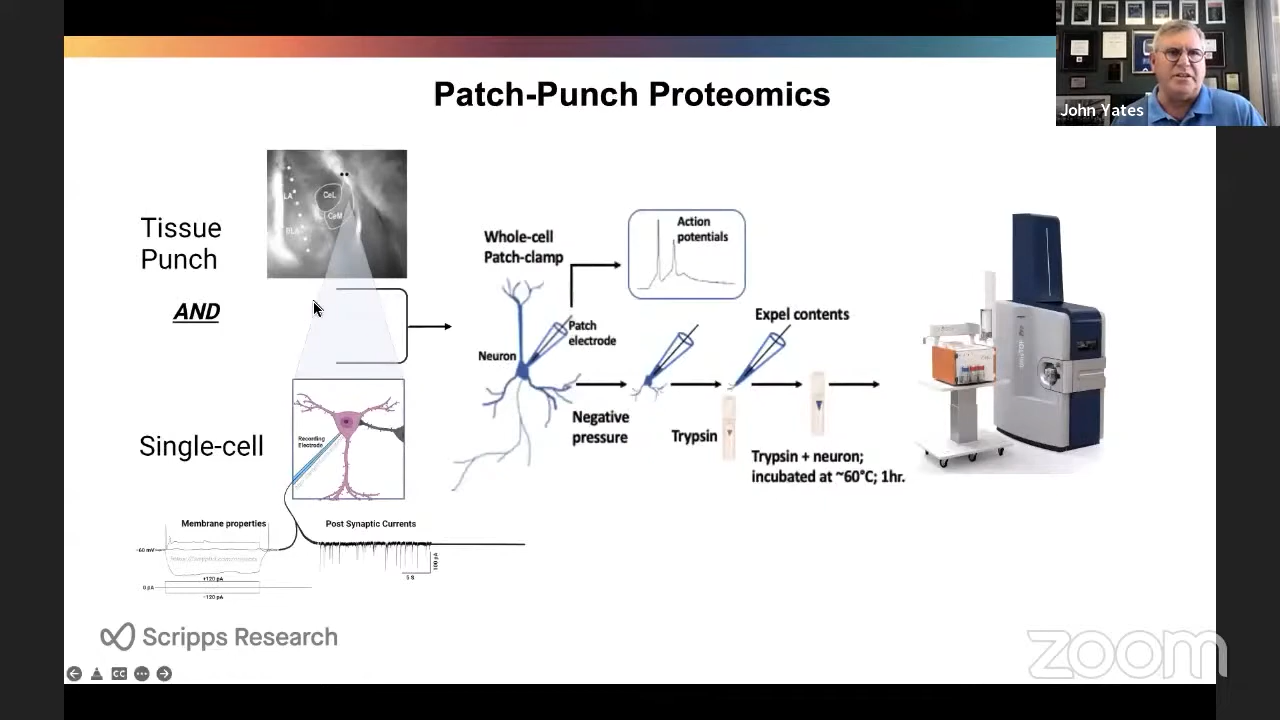 Patch-Punch Proteomics
John Yates
Tissue
Punch
AND
Single-cell
LA
CeL
CeM
BLA
Whole-cell
Patch-clamp
Action
potentials
Patch
electrode
Neuron
Negative
pressure
Trypsin
Expel contents
Trypsin + neuron;
incubated at ~60°C; 1hr.
Recording
Electrode
Membrane properties
-60 mV
+120 pA
0 pA
-120 pA
Post Synaptic Currents
100 pA
5 S
Scripps Research
CC
zoom